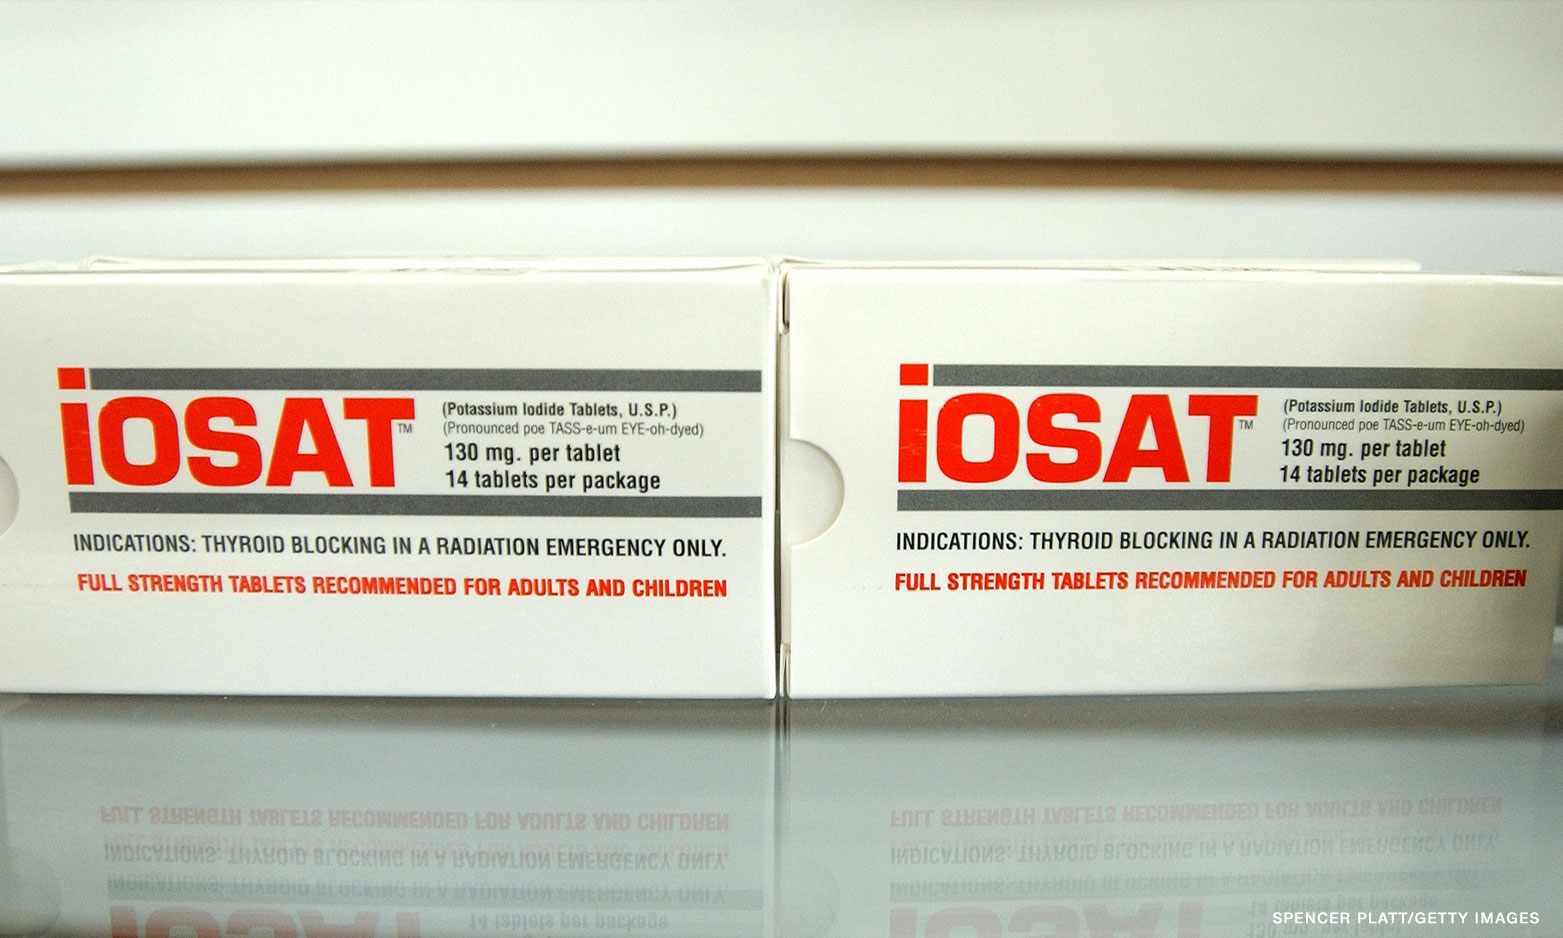 iOSAT™
(Potassium Iodide Tablets, U.S.P.)
(Pronounced poe TASS-e-um EYE-oh-dyed)
130 mg. per tablet
14 tablets per package
INDICATIONS: THYROID BLOCKING IN A RADIATION EMERGENCY ONLY.
FULL STRENGTH TABLETS RECOMMENDED FOR ADULTS AND CHILDREN
iOSAT™
(Potassium Iodide Tablets, U.S.P.)
(Pronounced poe TASS-e-um EYE-oh-dyed)
130 mg. per tablet
14 tablets per package
INDICATIONS: THYROID BLOCKING IN A RADIATION EMERGENCY ONLY.
FULL STRENGTH TABLETS RECOMMENDED FOR ADULTS AND CHILDREN
SPENCER PLATT/GETTY IMAGES